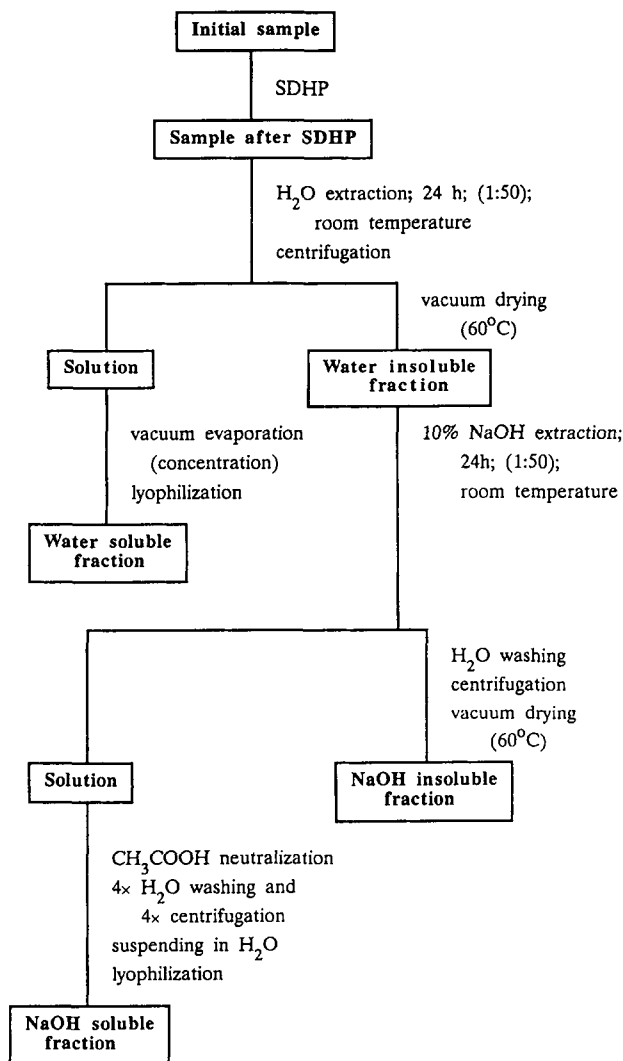 Initial sample
SDHP
Sample after SDHP
H₂O extraction; 24 h; (1:50);
room temperature
centrifugation
vacuum drying
(60°C)
Solution
Water insoluble
fraction
vacuum evaporation
(concentration)
lyophilization
10% NaOH extraction;
24h; (1:50);
room temperature
Water soluble
fraction
H₂O washing
centrifugation
vacuum drying
(60°C)
Solution
NaOH insoluble
fraction
CH₃COOH neutralization
4x H₂O washing and
4x centrifugation
suspending in H₂O
lyophilization
NaOH soluble
fraction